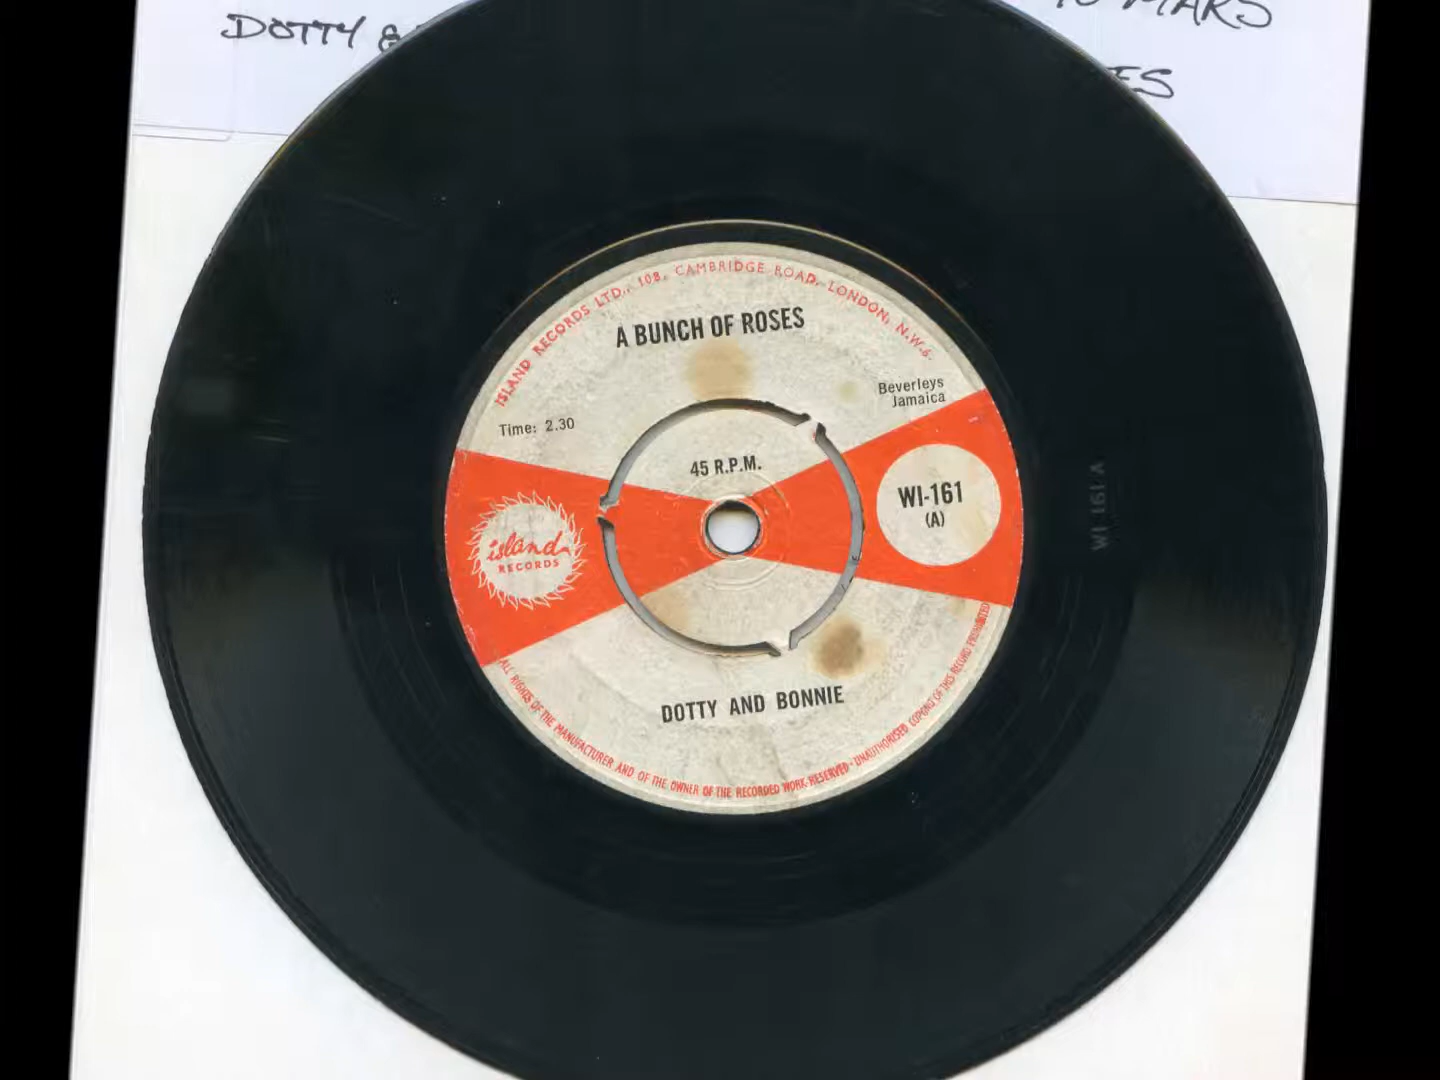 DOTTY &
MARS
ES
ISLAND RECORDS LTD., 108, CAMBRIDGE ROAD, LONDON, N.W.6.
A BUNCH OF ROSES
Beverleys
Jamaica
Time: 2.30
45 R.P.M.
WI-161
(A)
island
RECORDS
WI 161 A
DOTTY AND BONNIE
ALL RIGHTS OF THE MANUFACTURER AND OF THE OWNER OF THE RECORDED WORK RESERVED - UNAUTHORISED COPYING OF THIS RECORD PROHIBITED